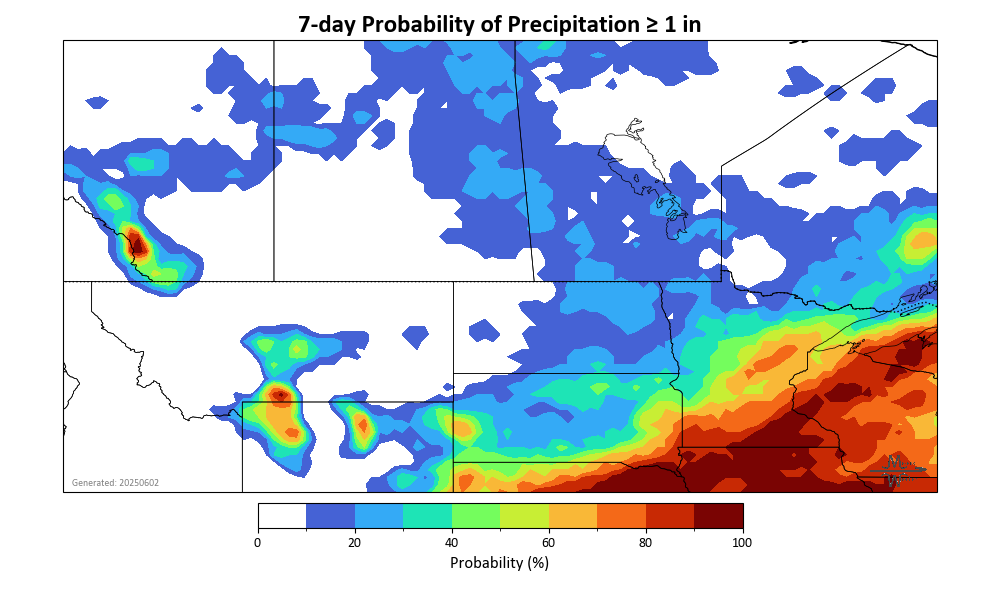 7-day Probability of Precipitation ≥ 1 in
Generated: 20250602
0 20 40 60 80 100
Probability (%)